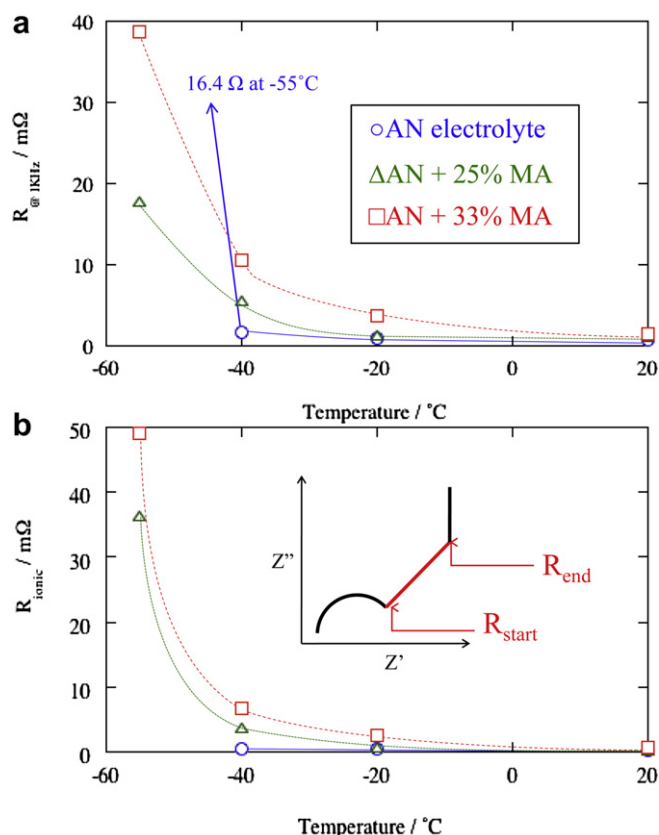 a
40
30
20
10
0
R@ 1KHz / mΩ
16.4 Ω at -55˚C
AN electrolyte
AN + 25% MA
AN + 33% MA
-60 -40 -20 0 20
Temperature / ˚C
b
50
40
30
20
10
0
Rionic / mΩ
Z''
Z'
Rend
Rstart
-60 -40 -20 0 20
Temperature / ˚C